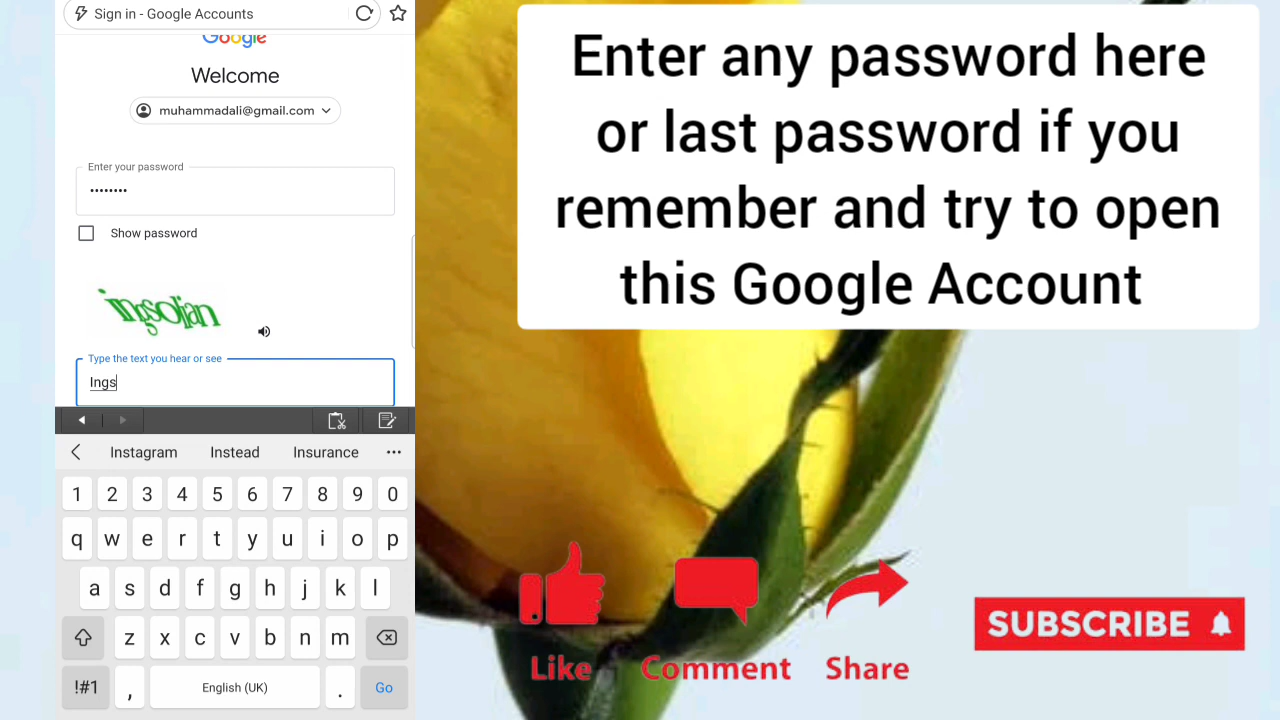 Sign in - Google Accounts
Google
Welcome
muhammadali@gmail.com
Enter your password
••••••••
Show password
ingsolian
Type the text you hear or see
Ings
Instagram Instead Insurance
1 2 3 4 5 6 7 8 9 0
q w e r t y u i o p
a s d f g h j k l
z x c v b n m
!#1 , English (UK) . Go
Enter any password here
or last password if you
remember and try to open
this Google Account
Like Comment Share
SUBSCRIBE